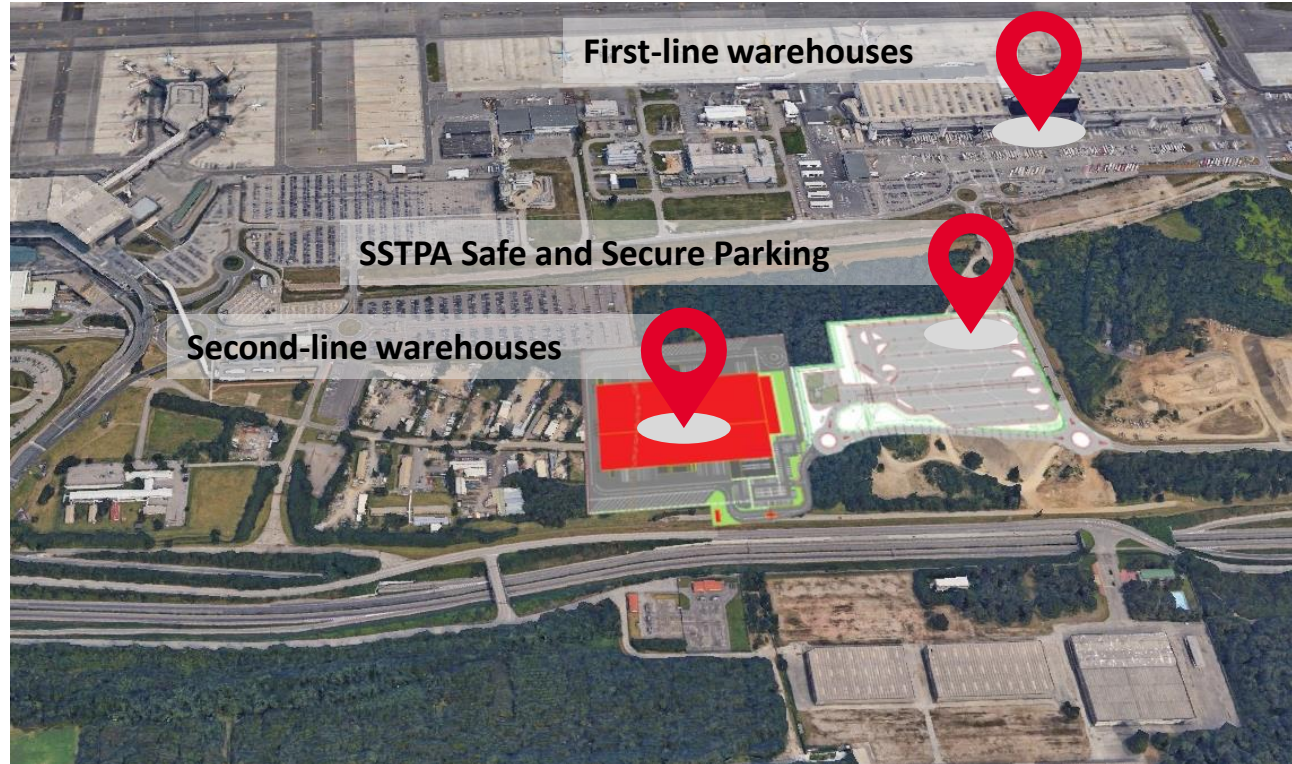 First-line warehouses
SSTPA Safe and Secure Parking
Second-line warehouses